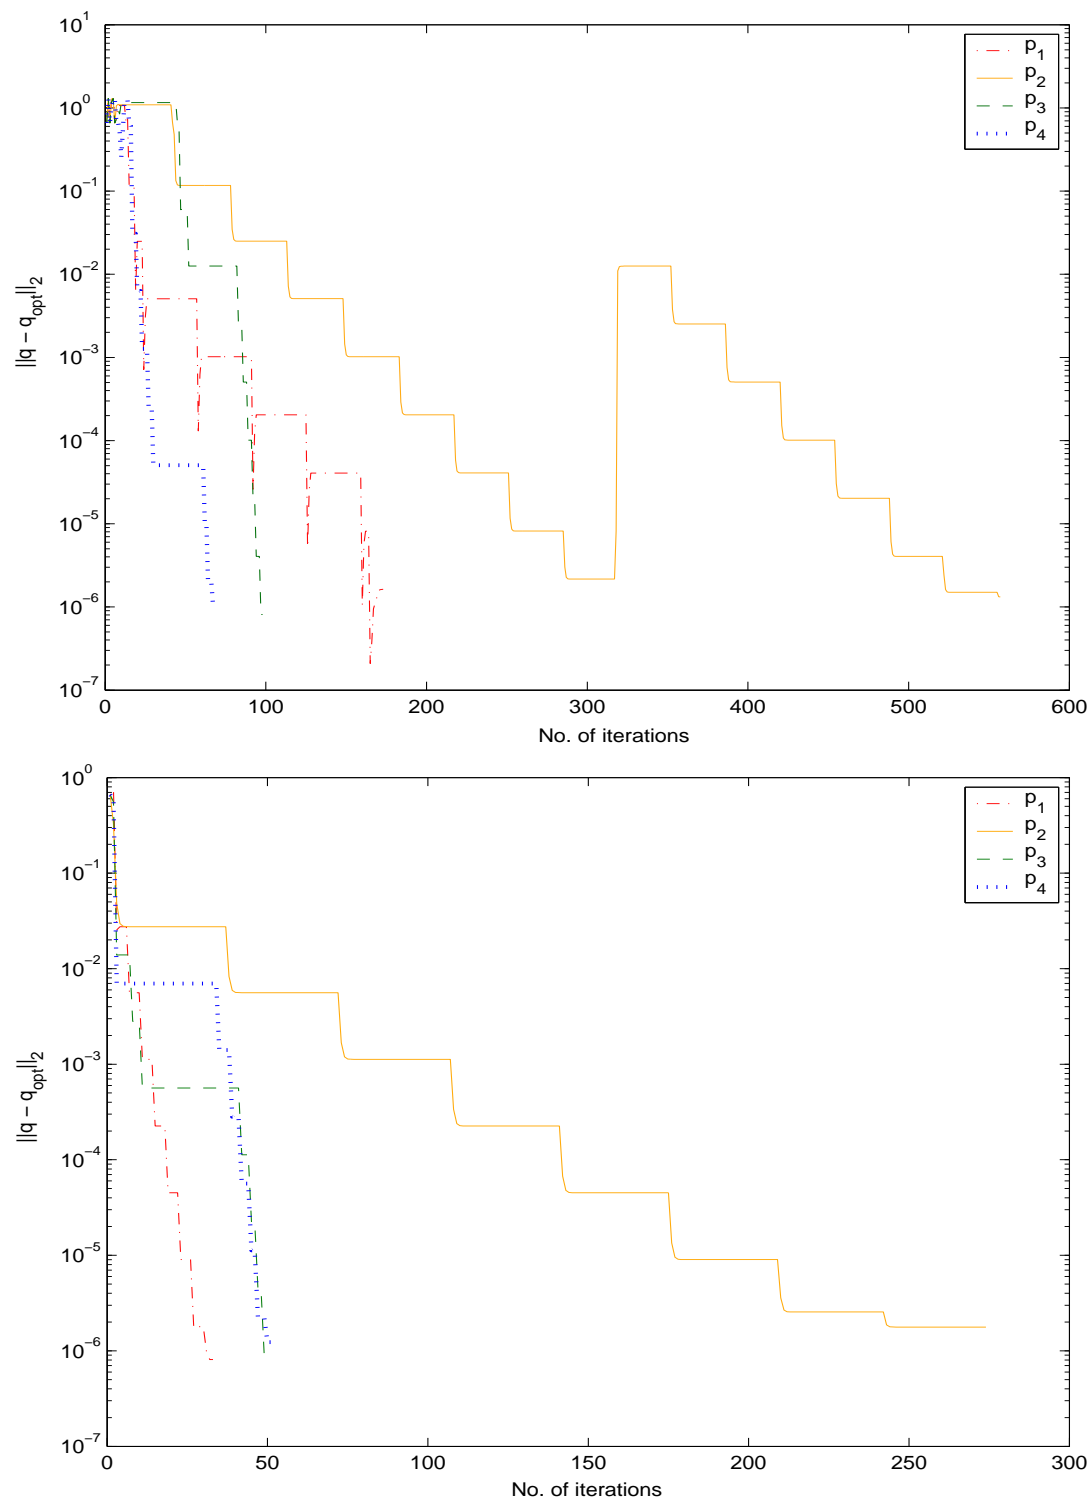 10^1
10^0
10^−1
10^−2
10^−3
10^−4
10^−5
10^−6
10^−7
||q − q_opt||_2
0 100 200 300 400 500 600
No. of iterations
p_1
p_2
p_3
p_4
10^0
10^−1
10^−2
10^−3
10^−4
10^−5
10^−6
10^−7
||q − q_opt||_2
0 50 100 150 200 250 300
No. of iterations
p_1
p_2
p_3
p_4